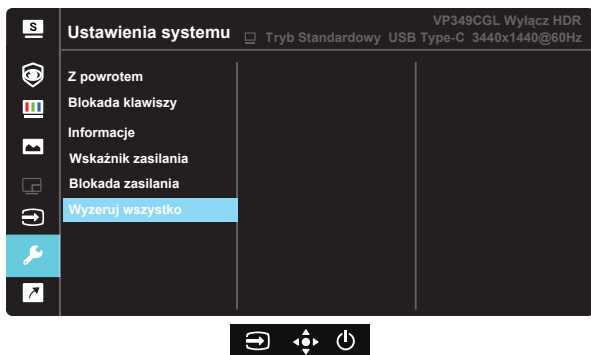 S
Ustawienia systemu
VP349CGL Wyłącz HDR
Tryb Standardowy USB Type-C 3440x1440@60Hz
Z powrotem
Blokada klawiszy
Informacje
Wskaźnik zasilania
Blokada zasilania
Wyzeruj wszystko